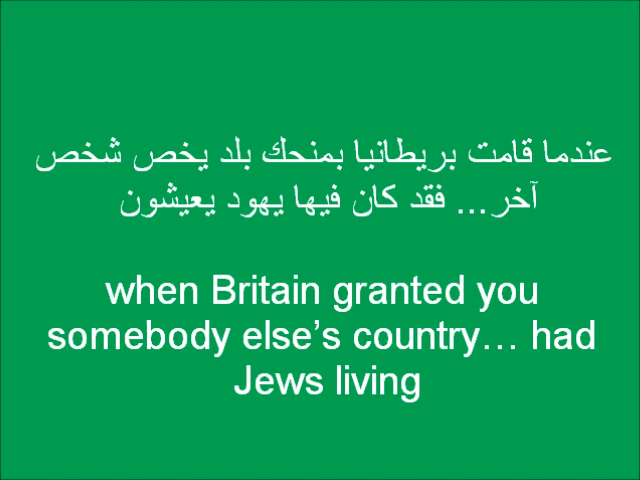 عندما قامت بريطانيا بمنحك بلد يخص شخص
آخر... فقد كان فيها يهود يعيشون
when Britain granted you
somebody else’s country… had
Jews living